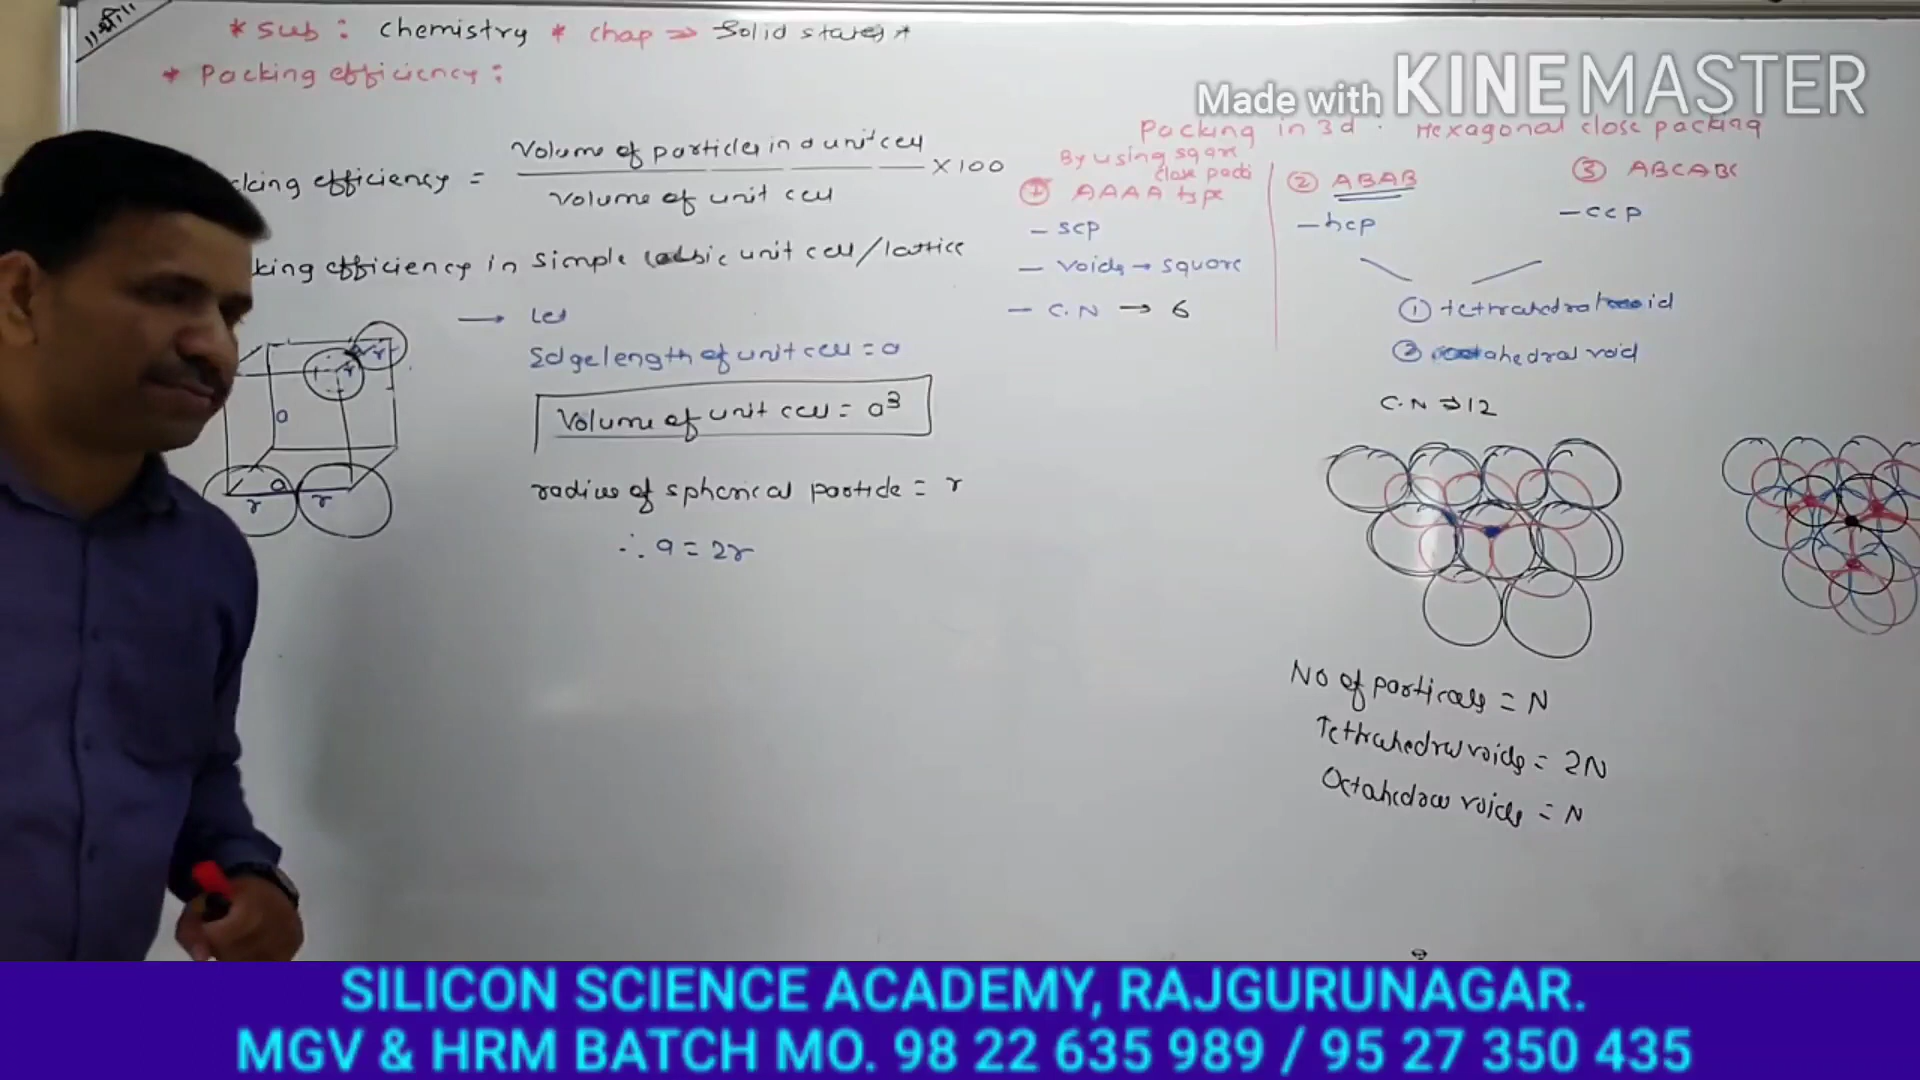 ॥श्री॥
* Sub : chemistry * chap ⇒ Solid states *
* Packing efficiency :
cking efficiency = Volume of particles in a unit cell × 100
Volume of unit cell
king efficiency in simple cubic unit cell/lattice
→ Let
Edge length of unit cell = a
Volume of unit cell = a³
radius of spherical particle = r
∴ a = 2r
a
a
r
r
r
r
Made with KINEMASTER
Packing in 3d : Hexagonal close packing
By using sqare
close packi
① AAAA type
- scp
- voids → square
- C.N → 6
② ABAB
- hcp
③ ABCABC
- ccp
① tetrahedral void
② octahedral void
C.N ⇒ 12
No of particals = N
Tetrahedral voids = 2N
Octahedral voids = N
SILICON SCIENCE ACADEMY, RAJGURUNAGAR.
MGV & HRM BATCH MO. 98 22 635 989 / 95 27 350 435